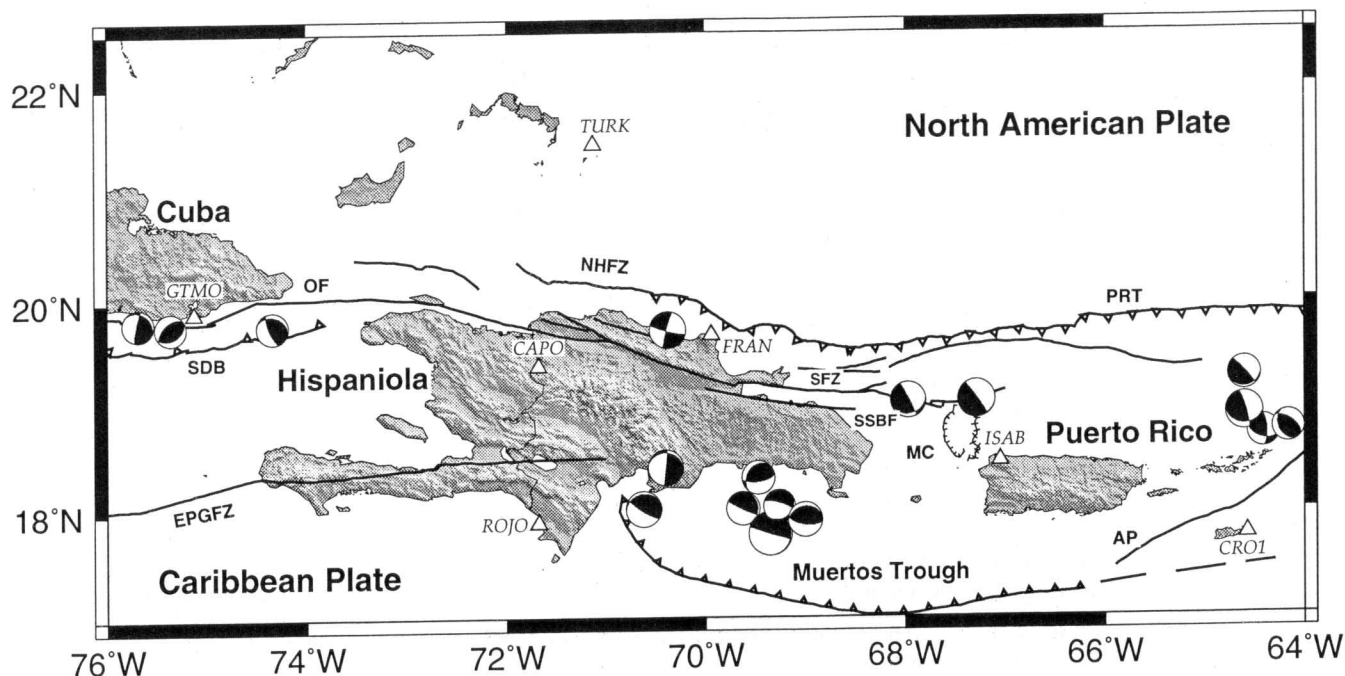 22°N
TURK
North American Plate
Cuba
GTMO
OF
NHFZ
20°N
PRT
FRAN
CAPO
SDB
Hispaniola
SFZ
SSBF
MC
ISAB
Puerto Rico
18°N
EPGFZ
ROJO
AP
CRO1
Caribbean Plate
Muertos Trough
76°W
74°W
72°W
70°W
68°W
66°W
64°W